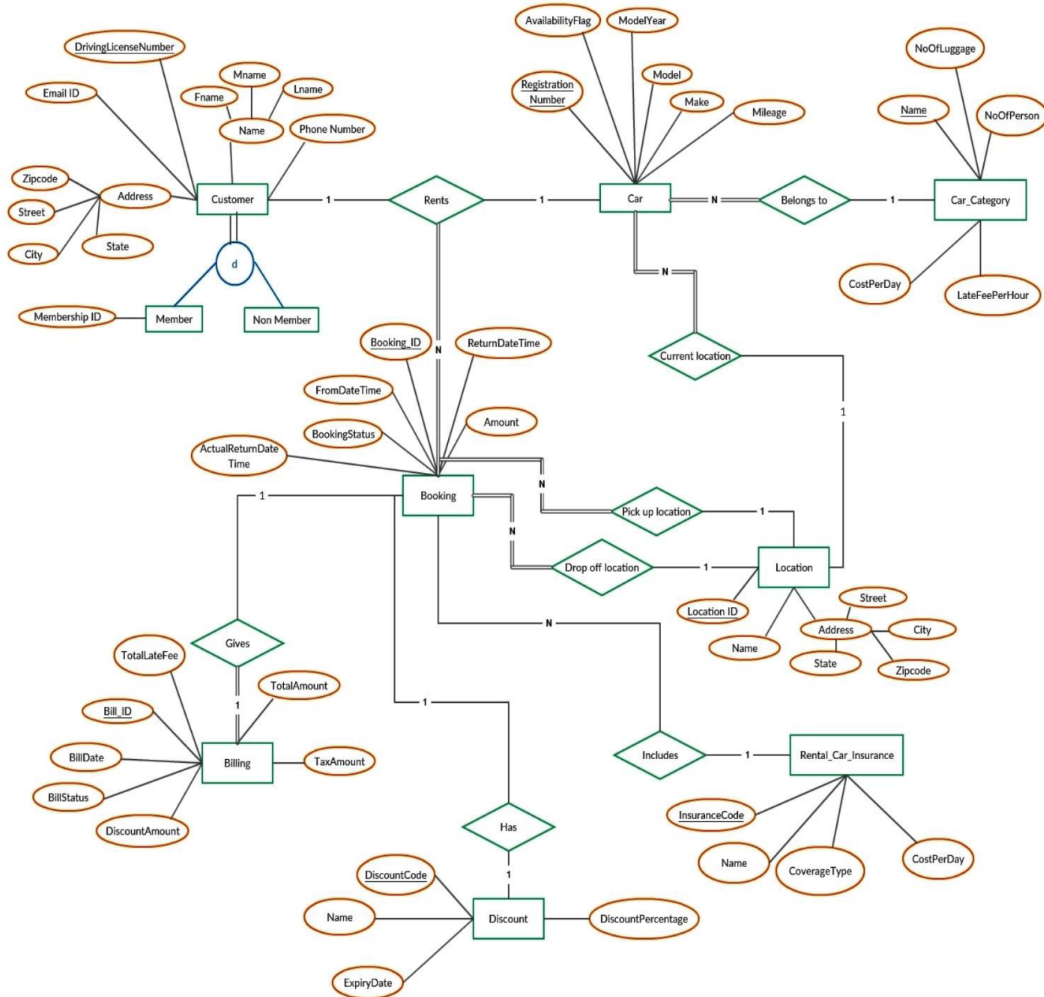 AvailabilityFlag
ModelYear
DrivingLicenseNumber
NoOfLuggage
Mname
Model
Email ID
Fname
Lname
Registration
Number
Make
Name
NoOfPerson
Name
Phone Number
Mileage
Zipcode
Address
Customer
1
Rents
1
Car
N
Belongs to
1
Car_Category
Street
City
State
d
N
CostPerDay
LateFeePerHour
Membership ID
Member
Non Member
Booking_ID
ReturnDateTime
N
Current location
FromDateTime
1
Amount
BookingStatus
ActualReturnDate
Time
N
1
Booking
Pick up location
1
N
Drop off location
1
Location
Street
Location ID
Address
City
Name
State
Zipcode
N
Gives
TotalLateFee
TotalAmount
1
Bill_ID
1
BillDate
Billing
TaxAmount
Includes
1
Rental_Car_Insurance
BillStatus
DiscountAmount
InsuranceCode
Has
Name
CoverageType
CostPerDay
1
DiscountCode
Name
Discount
DiscountPercentage
ExpiryDate